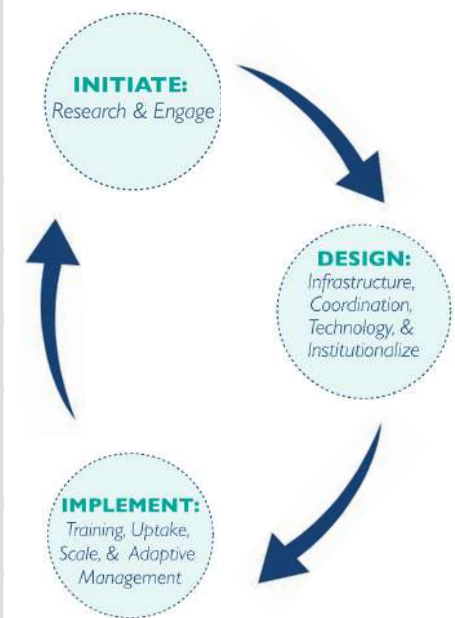 INITIATE:
Research & Engage
DESIGN:
Infrastructure,
Coordination,
Technology, &
Institutionalize
IMPLEMENT:
Training, Uptake,
Scale, & Adaptive
Management